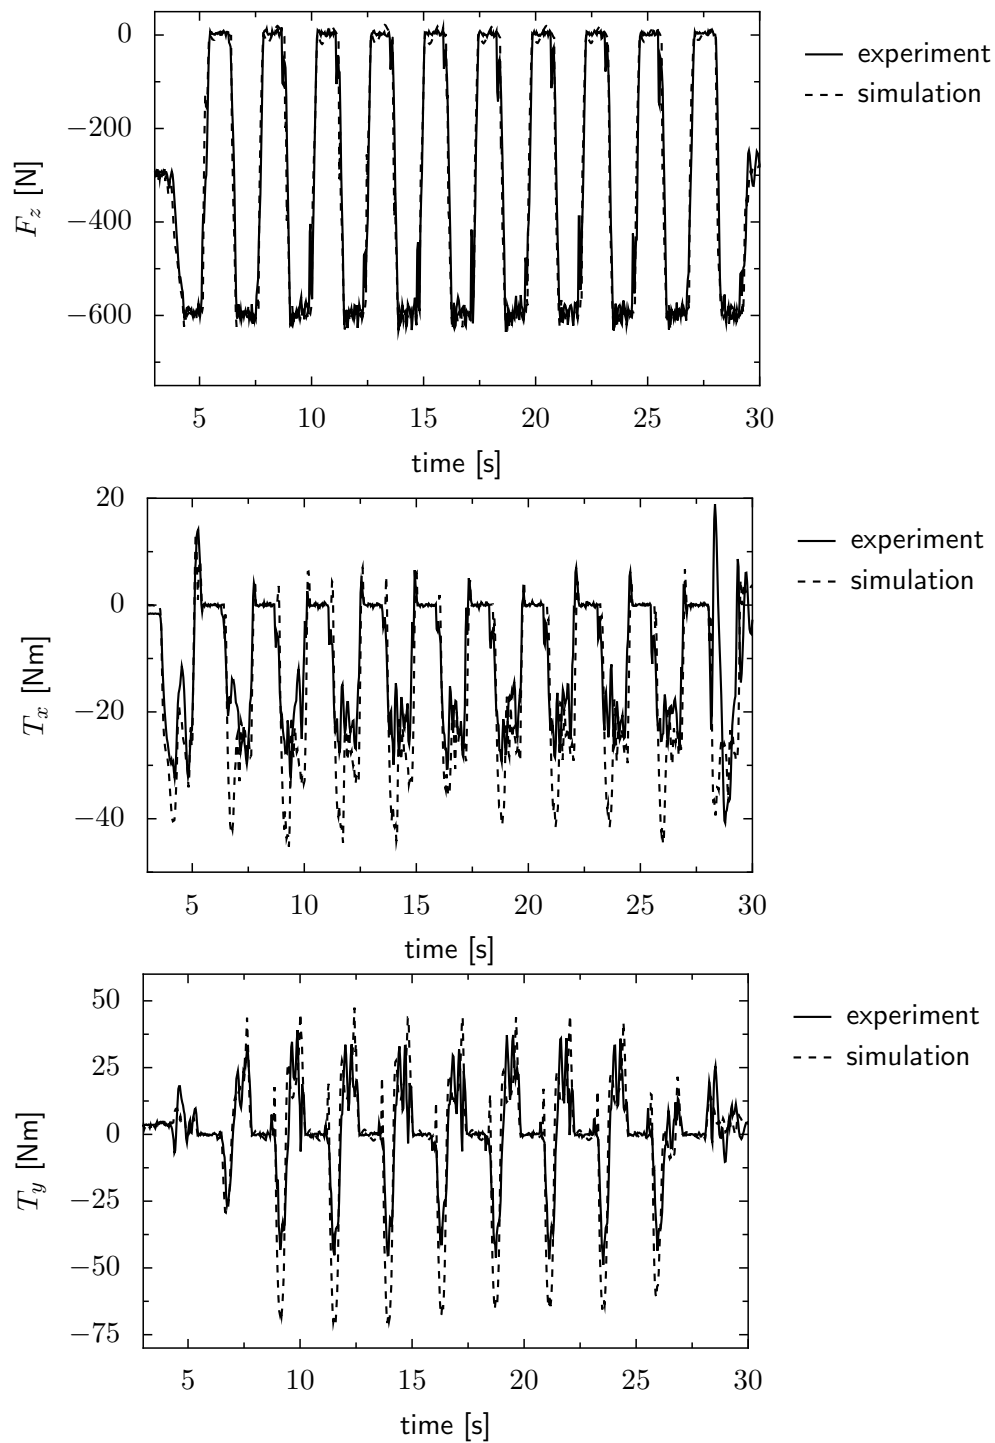 0
−200
−400
−600
F_z [N]
5 10 15 20 25 30
time [s]
experiment
simulation
20
0
−20
−40
T_x [Nm]
5 10 15 20 25 30
time [s]
experiment
simulation
50
25
0
−25
−50
−75
T_y [Nm]
5 10 15 20 25 30
time [s]
experiment
simulation